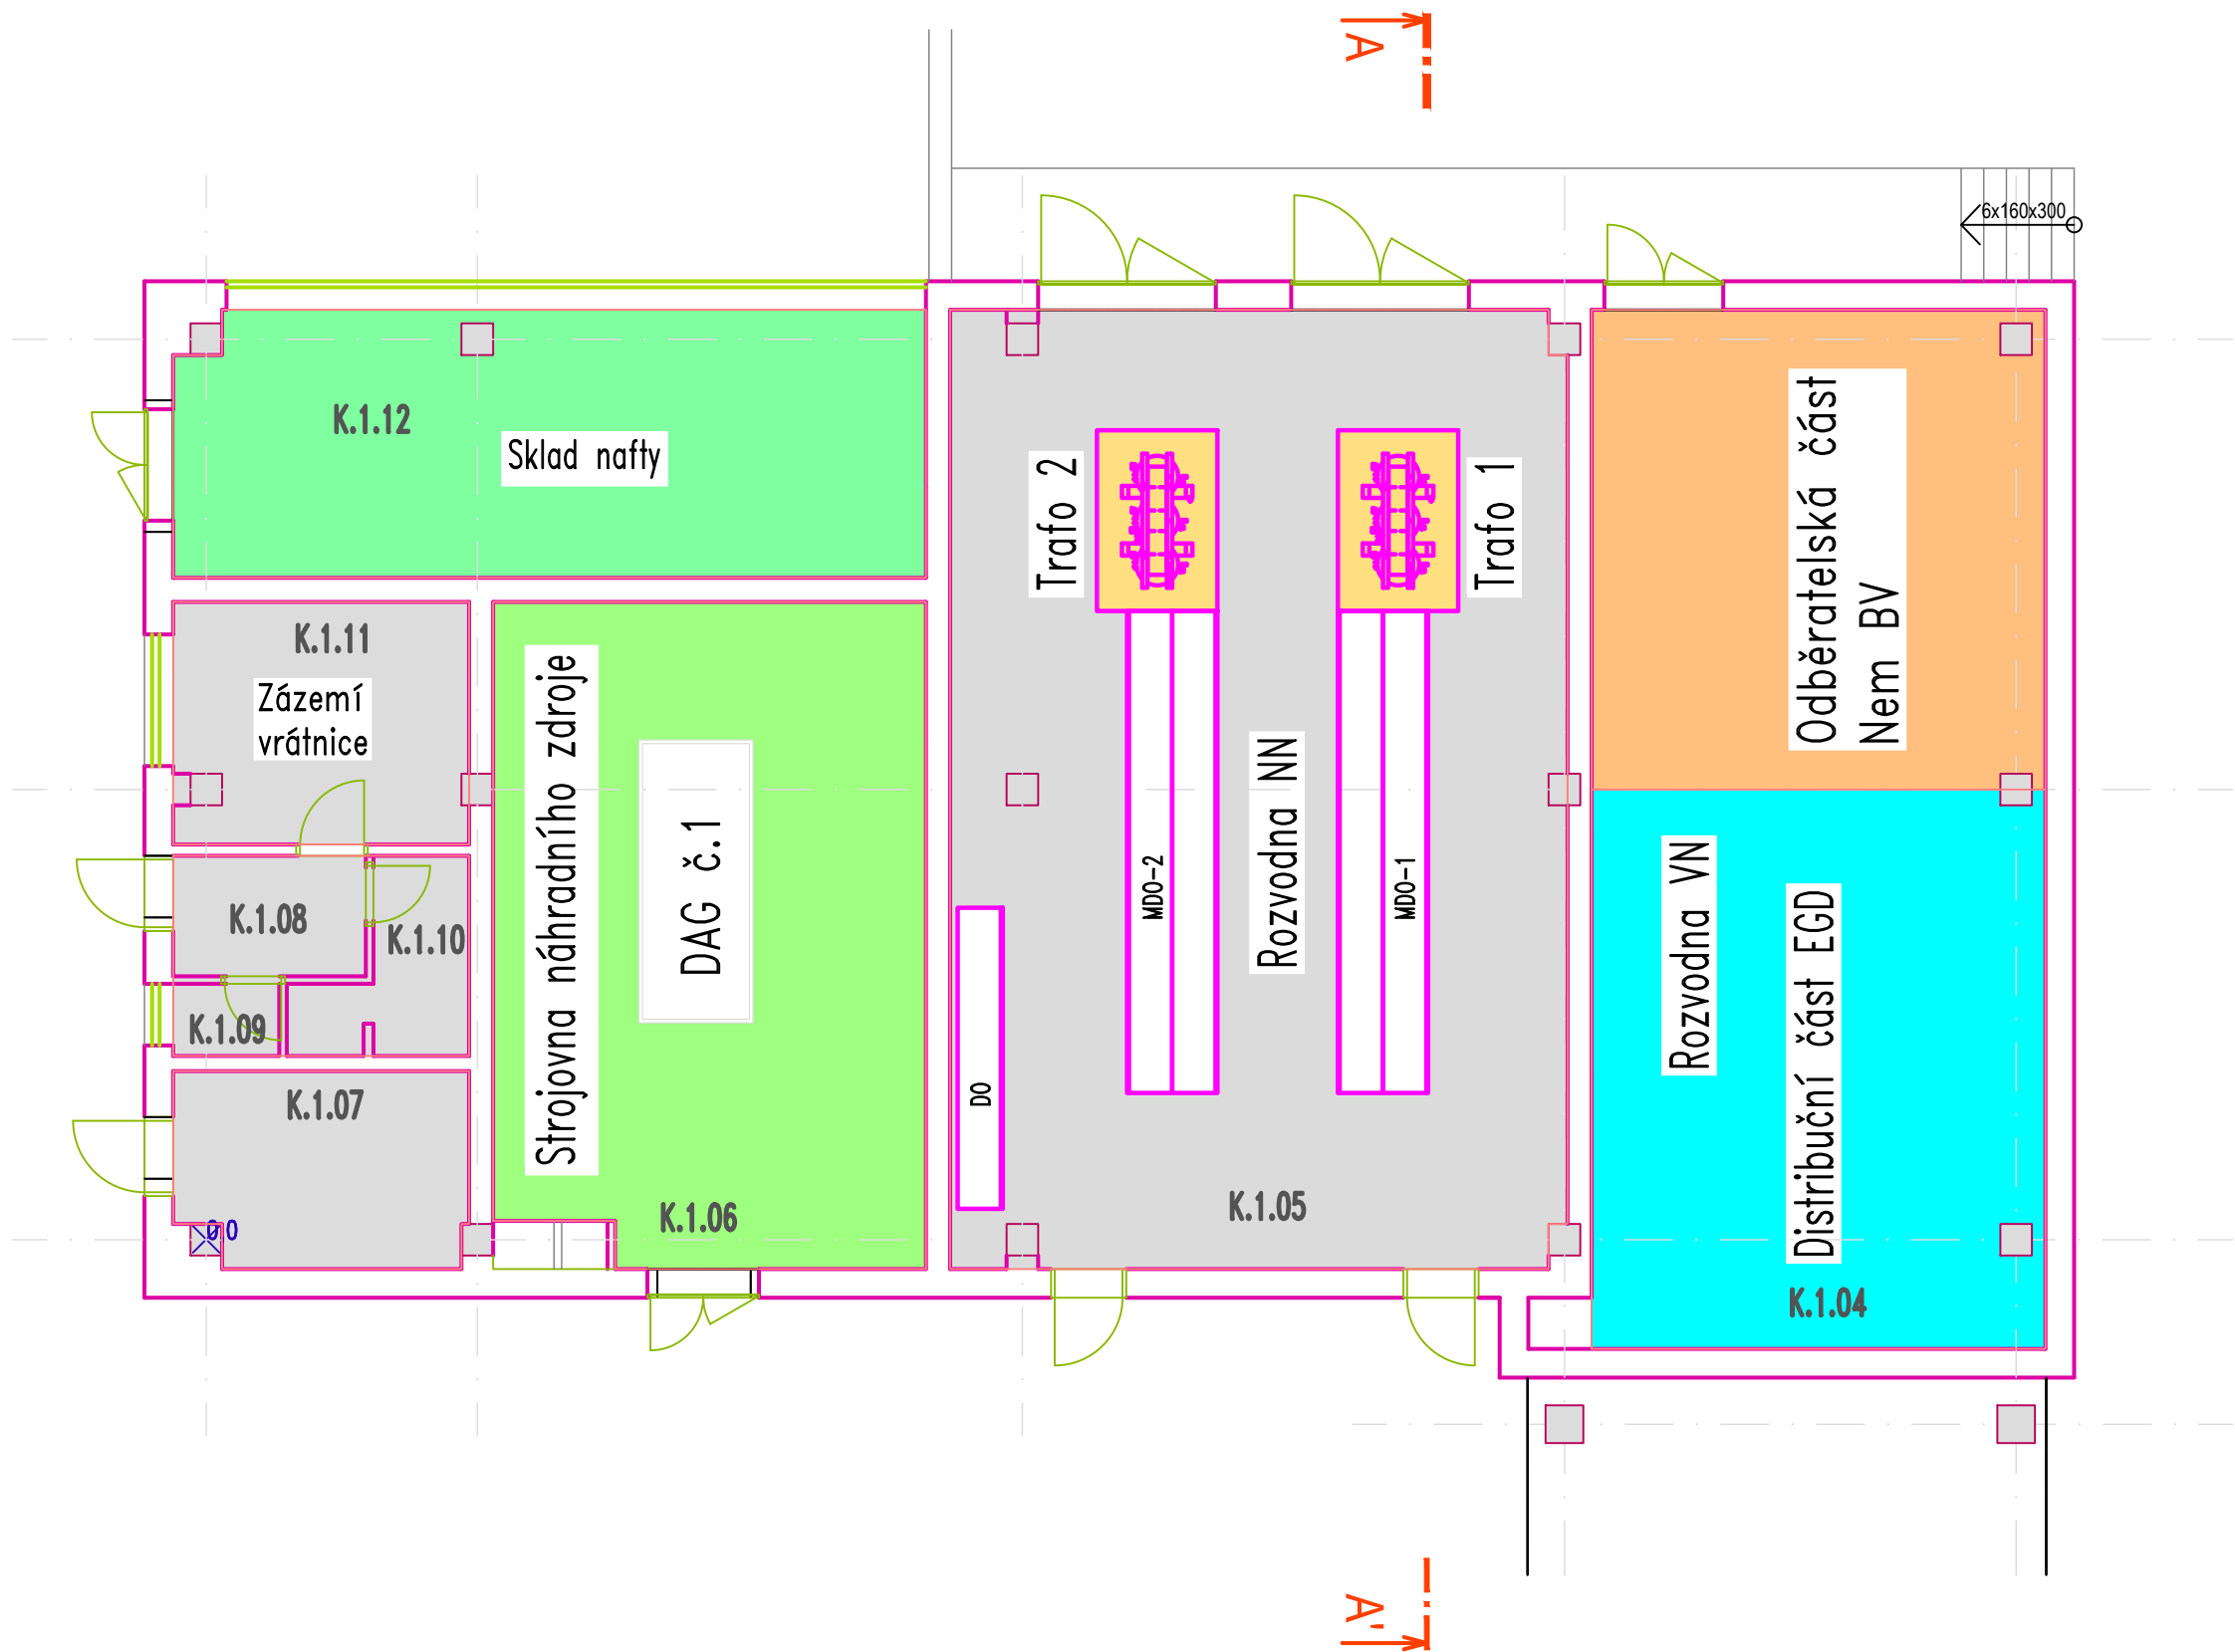 A
6x160x300
K.1.12
Sklad nafty
Trafo 2
Trafo 1
Odběratelská část
Nem BV
K.1.11
Zázemí
vrátnice
Strojovna náhradního zdroje
DAG č.1
MDO-2
Rozvodna NN
MDO-1
Rozvodna VN
Distribuční část EGD
K.1.08
K.1.10
K.1.09
DO
K.1.07
K.1.06
K.1.05
K.1.04
0 0
A'